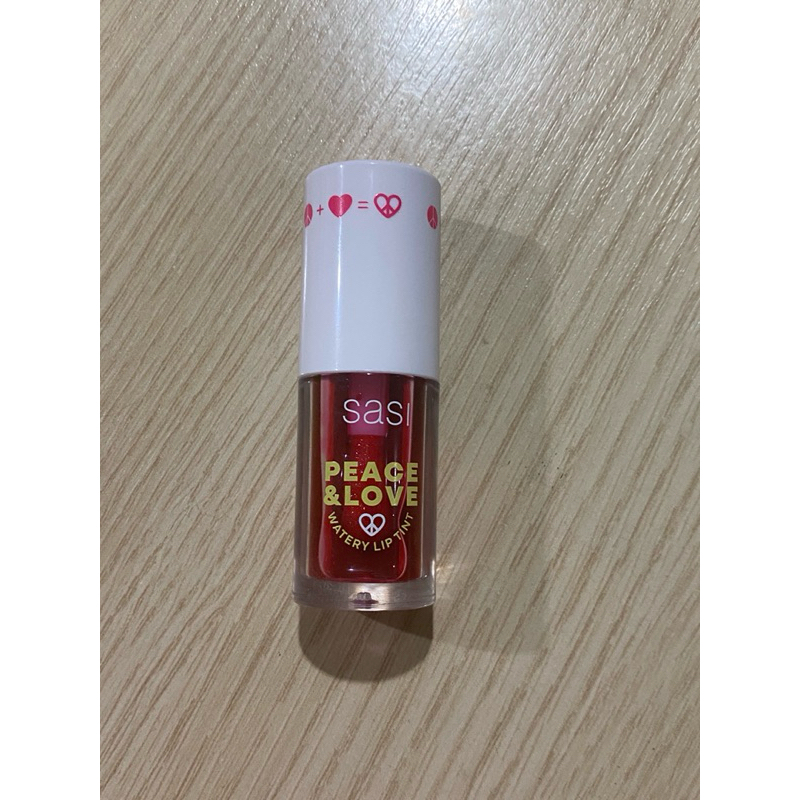 + =
sasi
PEACE
&LOVE
WATERY LIP TINT